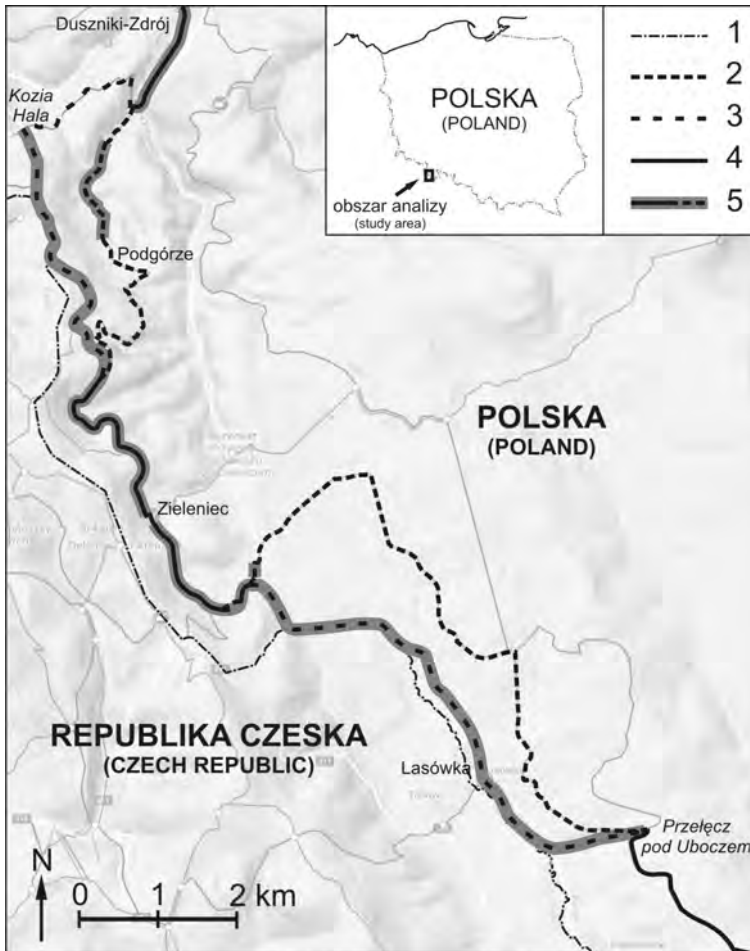 Duszniki-Zdrój
Kozia
Hala
POLSKA
(POLAND)
obszar analizy
(study area)
1
2
3
4
5
Podgórze
POLSKA
(POLAND)
Zieleniec
REPUBLIKA CZESKA
(CZECH REPUBLIC)
Lasówka
Przełęcz
pod Uboczem
N
0 1 2 km